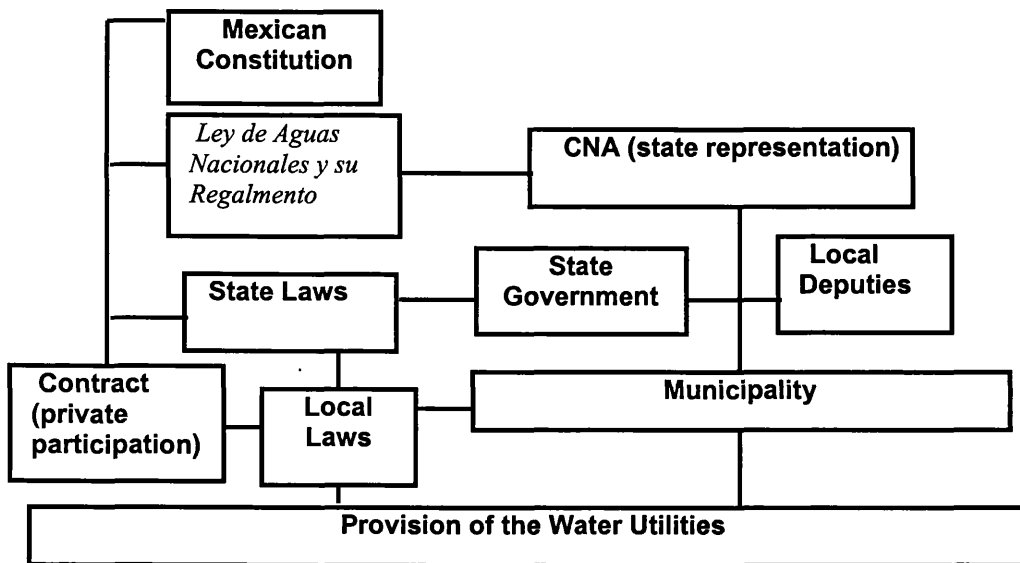 Mexican
Constitution
Ley de Aguas
Nacionales y su
Regalmento
CNA (state representation)
State Laws
State
Government
Local
Deputies
Contract
(private
participation)
Local
Laws
Municipality
Provision of the Water Utilities